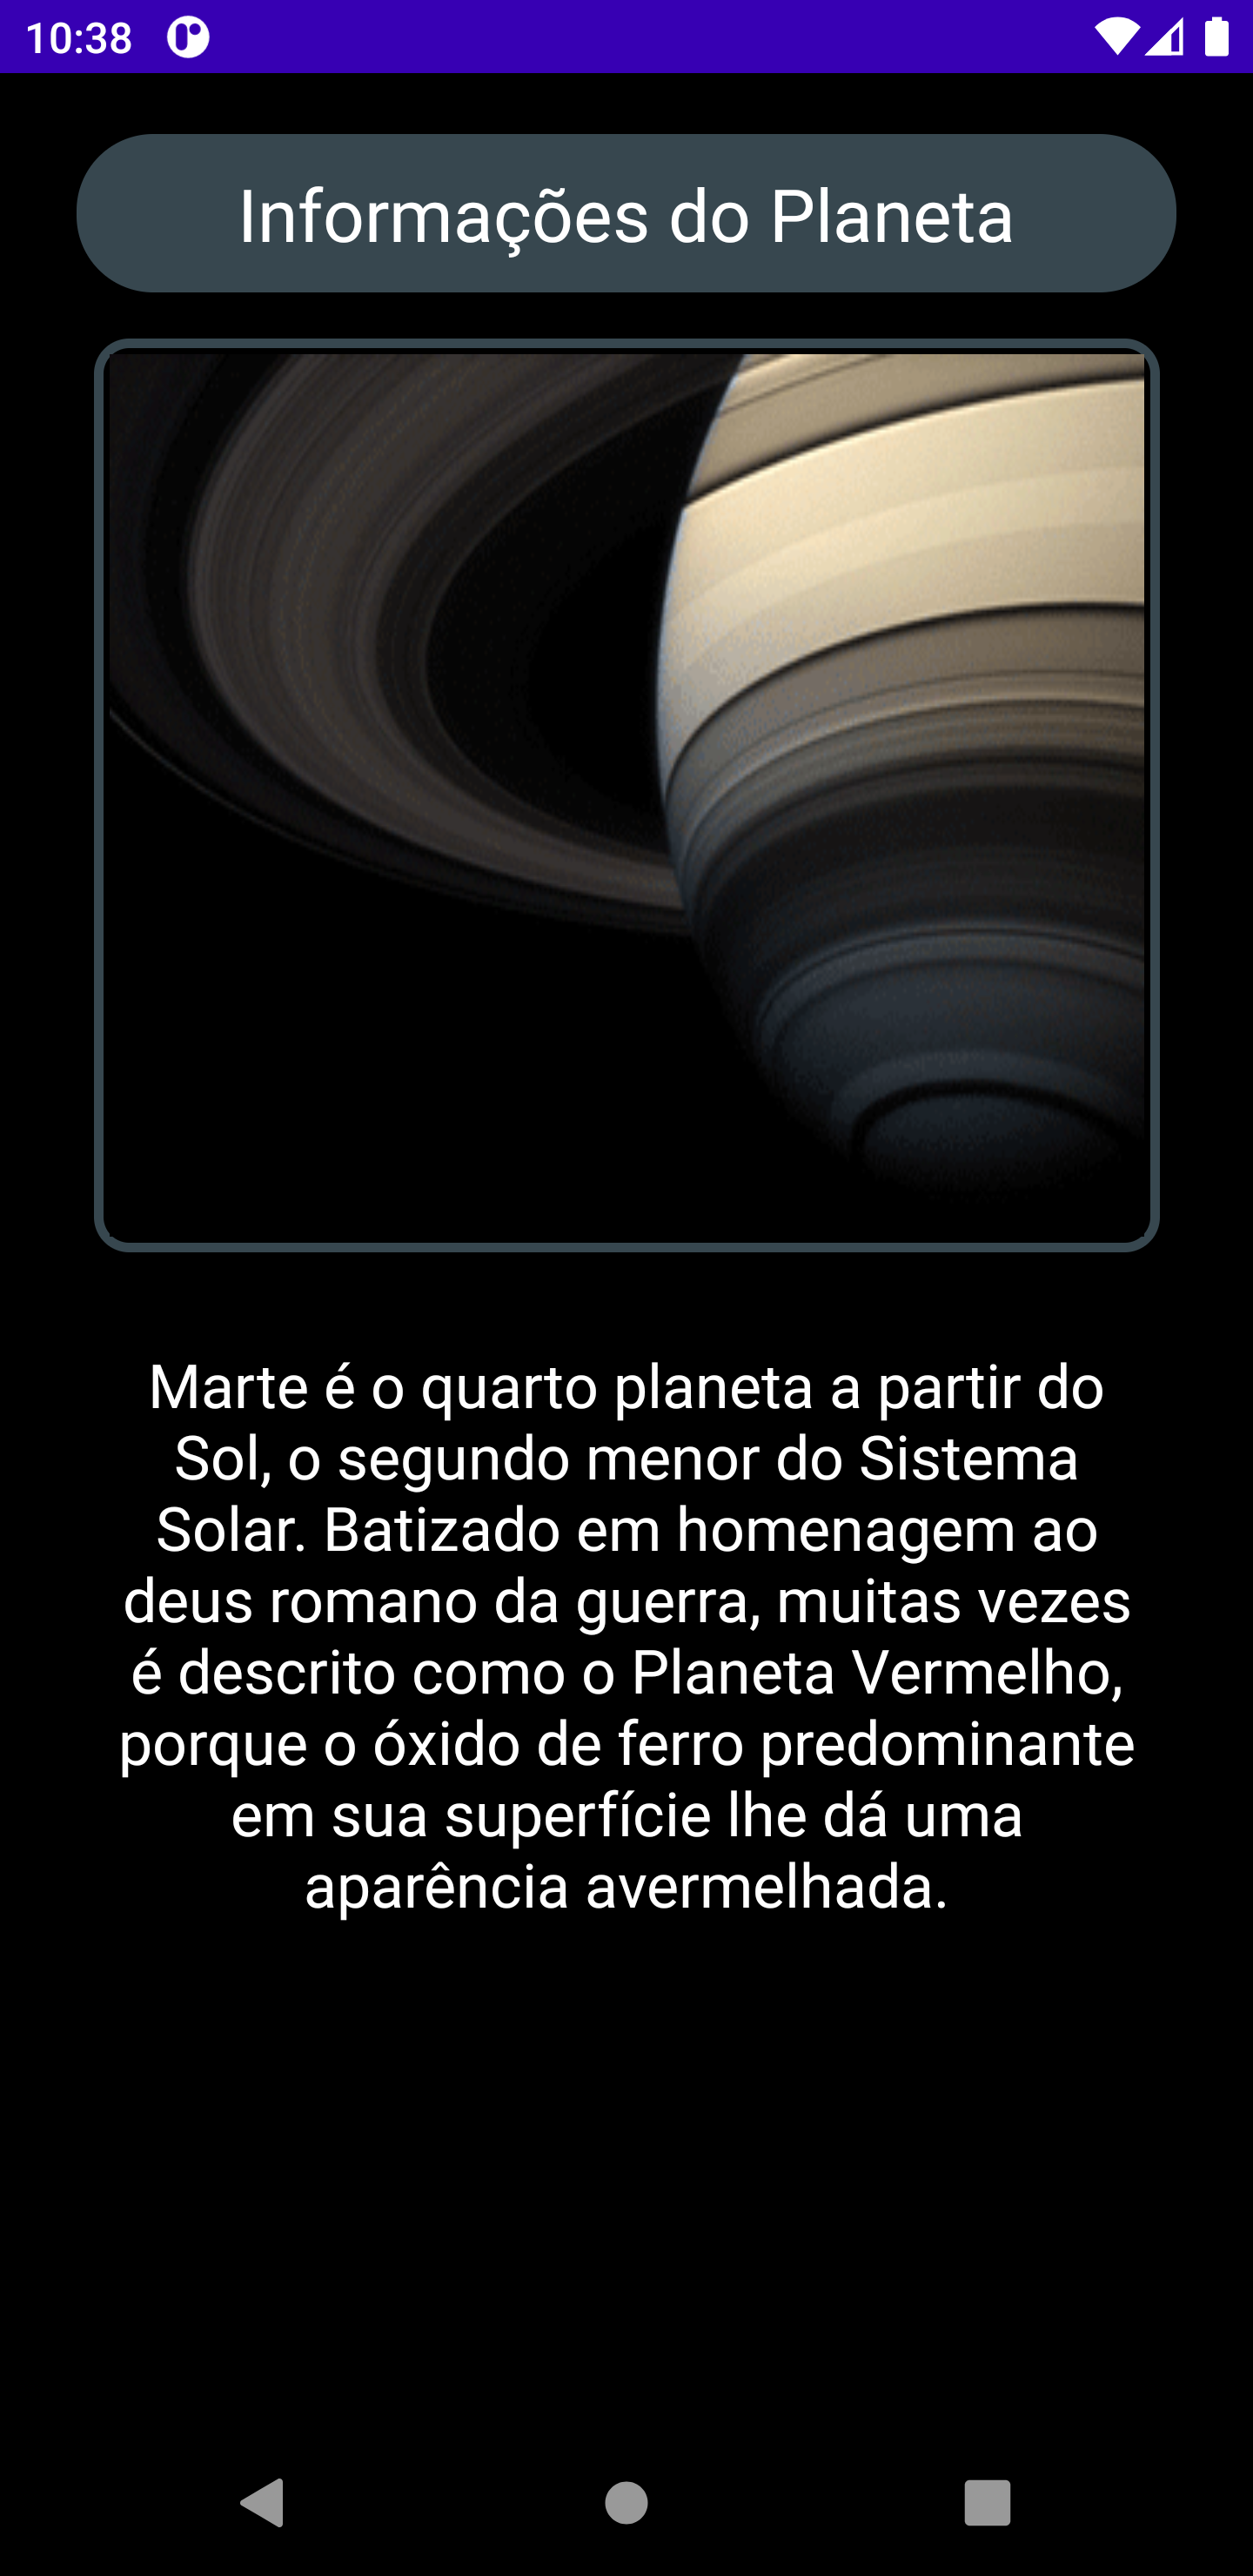 10:38
Informações do Planeta
Marte é o quarto planeta a partir do
Sol, o segundo menor do Sistema
Solar. Batizado em homenagem ao
deus romano da guerra, muitas vezes
é descrito como o Planeta Vermelho,
porque o óxido de ferro predominante
em sua superfície lhe dá uma
aparência avermelhada.